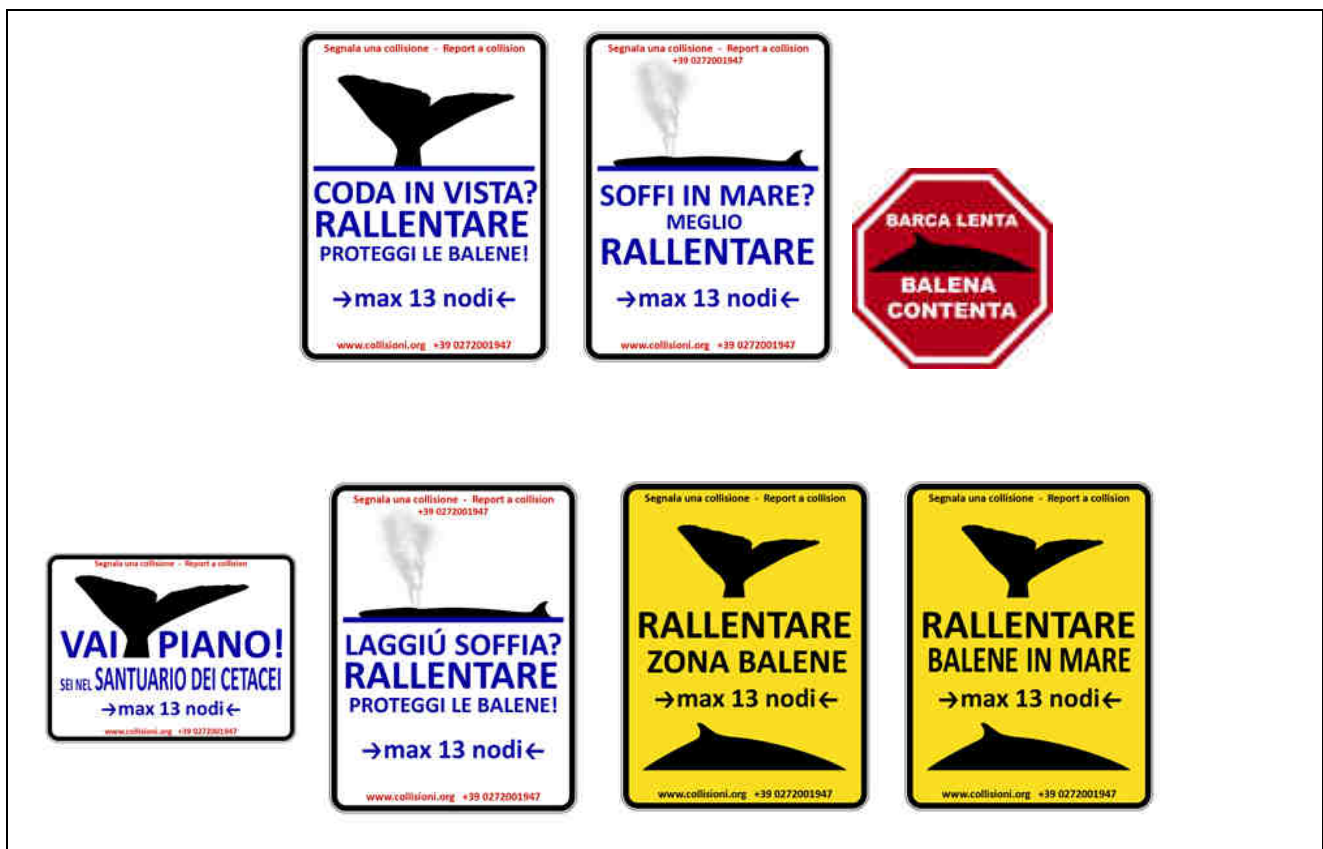 Segnala una collisione - Report a collision
CODA IN VISTA?
RALLENTARE
PROTEGGI LE BALENE!
→max 13 nodi←
www.collisioni.org +39 0272001947
Segnala una collisione - Report a collision
+39 0272001947
SOFFI IN MARE?
MEGLIO
RALLENTARE
→max 13 nodi←
www.collisioni.org +39 0272001947
BARCA LENTA
BALENA
CONTENTA
Segnala una collisione - Report a collision
VAI PIANO!
SEI NEL SANTUARIO DEI CETACEI
→max 13 nodi←
www.collisioni.org +39 0272001947
Segnala una collisione - Report a collision
+39 0272001947
LAGGIÚ SOFFIA?
RALLENTARE
PROTEGGI LE BALENE!
→max 13 nodi←
www.collisioni.org +39 0272001947
Segnala una collisione - Report a collision
RALLENTARE
ZONA BALENE
→max 13 nodi←
www.collisioni.org +39 0272001947
Segnala una collisione - Report a collision
RALLENTARE
BALENE IN MARE
→max 13 nodi←
www.collisioni.org +39 0272001947